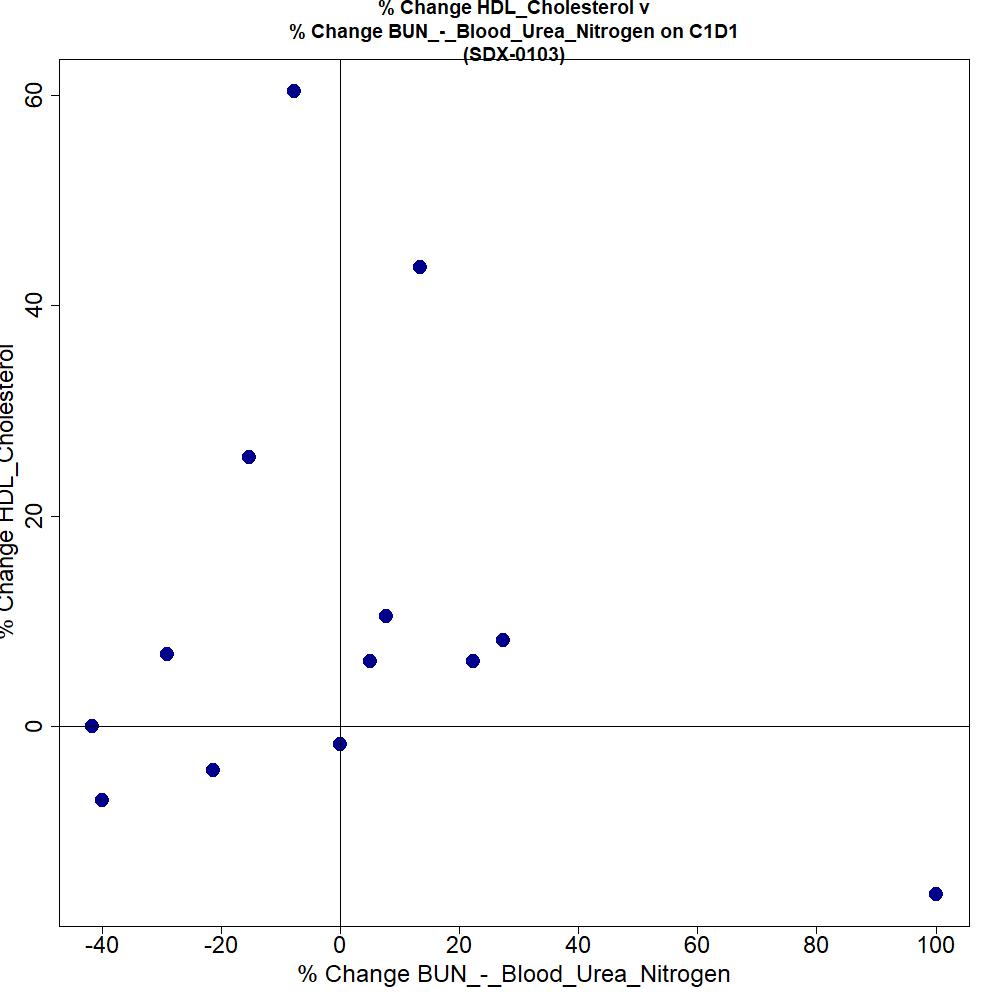 % Change HDL_Cholesterol v
% Change BUN_-_Blood_Urea_Nitrogen on C1D1
(SDX-0103)
60
40
20
0
% Change HDL_Cholesterol
-40 -20 0 20 40 60 80 100
% Change BUN_-_Blood_Urea_Nitrogen